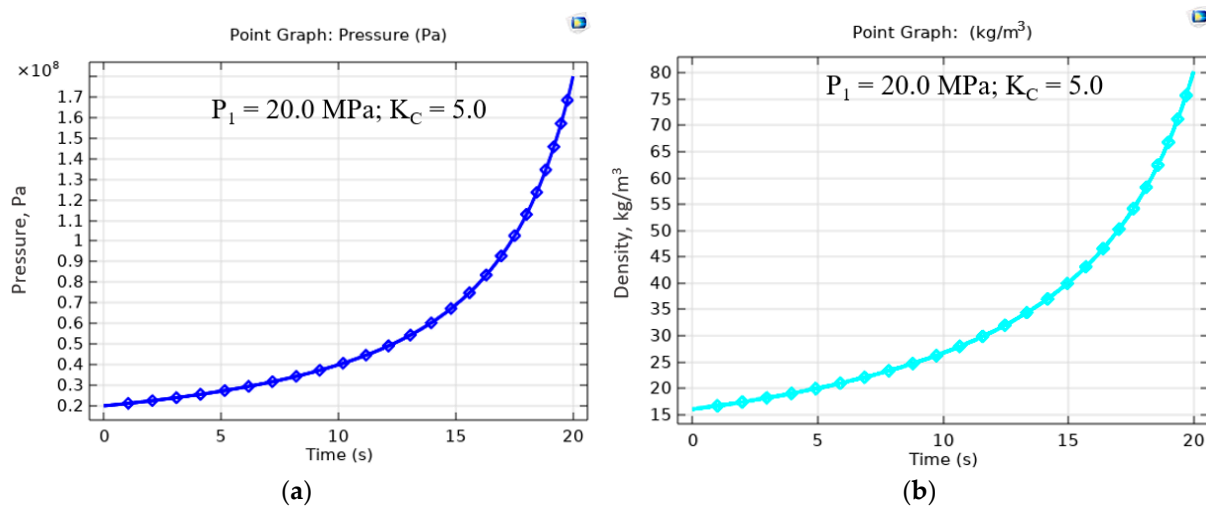 Point Graph: Pressure (Pa)
×10⁸
P₁ = 20.0 MPa; K_C = 5.0
1.7
1.6
1.5
1.4
1.3
1.2
1.1
1
0.9
0.8
0.7
0.6
0.5
0.4
0.3
0.2
Pressure, Pa
0 5 10 15 20
Time (s)
(a)
Point Graph: (kg/m³)
P₁ = 20.0 MPa; K_C = 5.0
80
75
70
65
60
55
50
45
40
35
30
25
20
15
Density, kg/m³
0 5 10 15 20
Time (s)
(b)